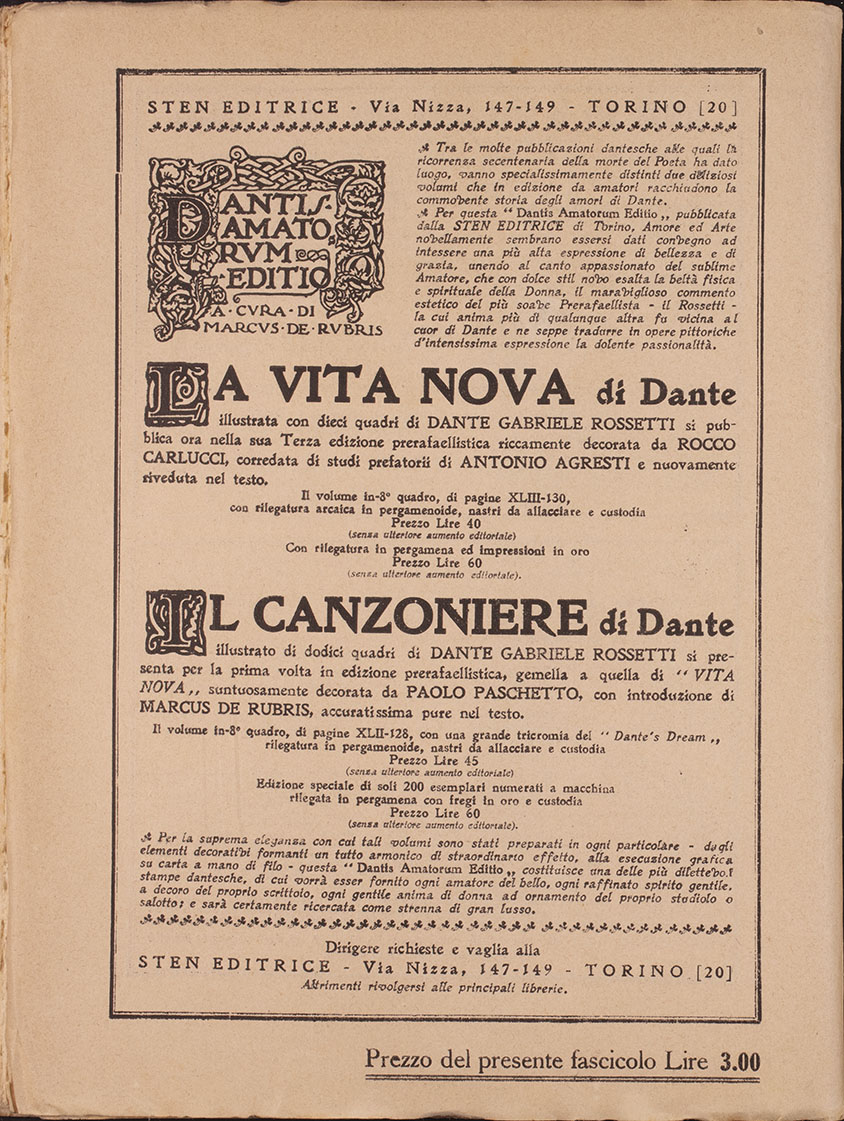 STEN EDITRICE - Via Nizza, 147-149 - TORINO [20]
DANTIS
AMATO
RVM
EDITIO
A · CVRA · DI
MARCVS · DE · RVBRIS
Tra le molte pubblicazioni dantesche alle quali la
ricorrenza secentenaria della morte del Poeta ha dato
luogo, vanno specialissimamente distinti due deliziosi
volumi che in edizione da amatori racchiudono la
commovente storia degli amori di Dante.
Per questa “ Dantis Amatorum Editio „ pubblicata
dalla STEN EDITRICE di Torino, Amore ed Arte
novellamente sembrano essersi dati convegno ad
intessere una più alta espressione di bellezza e di
grazia, unendo al canto appassionato del sublime
Amatore, che con dolce stil novo esalta la beltà fisica
e spirituale della Donna, il maraviglioso commento
estetico del più soave Prerafaellista - il Rossetti -
la cui anima più di qualunque altra fu vicina al
cuor di Dante e ne seppe tradurre in opere pittoriche
d'intensissima espressione la dolente passionalità.
LA VITA NOVA di Dante
illustrata con dieci quadri di DANTE GABRIELE ROSSETTI si pub-
blica ora nella sua Terza edizione prerafaellistica riccamente decorata da ROCCO
CARLUCCI, corredata di studi prefatorii di ANTONIO AGRESTI e nuovamente
riveduta nel testo.
Il volume in-8° quadro, di pagine XLIII-130,
con rilegatura arcaica in pergamenoide, nastri da allacciare e custodia
Prezzo Lire 40
(senza ulteriore aumento editoriale)
Con rilegatura in pergamena ed impressioni in oro
Prezzo Lire 60
(senza ulteriore aumento editoriale).
IL CANZONIERE di Dante
illustrato di dodici quadri di DANTE GABRIELE ROSSETTI si pre-
senta per la prima volta in edizione prerafaellistica, gemella a quella di “ VITA
NOVA „ suntuosamente decorata da PAOLO PASCHETTO, con introduzione di
MARCUS DE RUBRIS, accuratissima pure nel testo.
Il volume in-8° quadro, di pagine XLII-128, con una grande tricromia del “ Dante's Dream „
rilegatura in pergamenoide, nastri da allacciare e custodia
Prezzo Lire 45
(senza ulteriore aumento editoriale)
Edizione speciale di soli 200 esemplari numerati a macchina
rilegata in pergamena con fregi in oro e custodia
Prezzo Lire 60
(senza ulteriore aumento editoriale).
Per la suprema eleganza con cui tali volumi sono stati preparati in ogni particolare - dagli
elementi decorativi formanti un tutto armonico di straordinario effetto, alla esecuzione grafica
su carta a mano di filo - questa “ Dantis Amatorum Editio „ costituisce una delle più dilettevoli
stampe dantesche, di cui vorrà esser fornito ogni amatore del bello, ogni raffinato spirito gentile,
a decoro del proprio scrittoio, ogni gentile anima di donna ad ornamento del proprio studiolo o
salotto; e sarà certamente ricercata come strenna di gran lusso.
Dirigere richieste e vaglia alla
STEN EDITRICE - Via Nizza, 147-149 - TORINO [20]
Altrimenti rivolgersi alle principali librerie.
Prezzo del presente fascicolo Lire 3.00